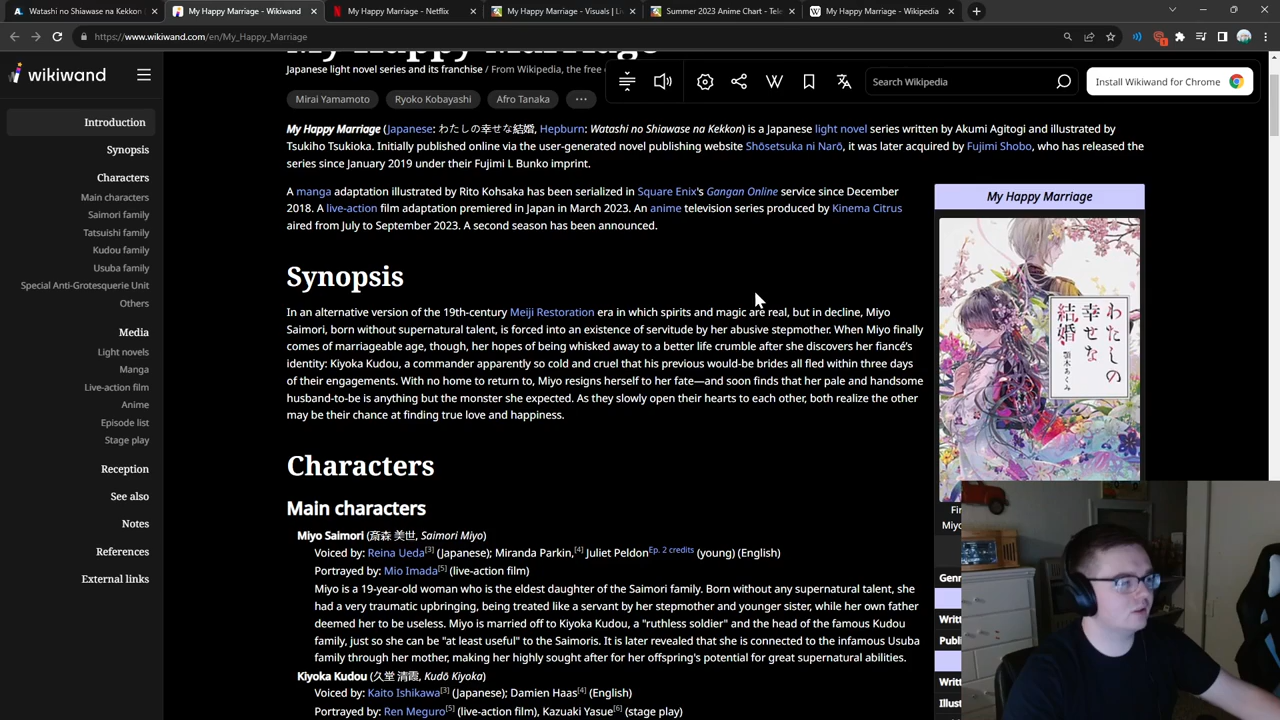 Watashi no Shiawase na Kekkon
My Happy Marriage - Wikiwand
My Happy Marriage - Netflix
My Happy Marriage - Visuals | Li
Summer 2023 Anime Chart - Tele
My Happy Marriage - Wikipedia
https://www.wikiwand.com/en/My_Happy_Marriage
wikiwand
Search Wikipedia
Install Wikiwand for Chrome
My Happy Marriage
Japanese light novel series and its franchise / From Wikipedia, the free
Mirai Yamamoto
Ryoko Kobayashi
Afro Tanaka
Introduction
Synopsis
Characters
Main characters
Saimori family
Tatsuishi family
Kudou family
Usuba family
Special Anti-Grotesquerie Unit
Others
Media
Light novels
Manga
Live-action film
Anime
Episode list
Stage play
Reception
See also
Notes
References
External links
My Happy Marriage (Japanese: わたしの幸せな結婚, Hepburn: Watashi no Shiawase na Kekkon) is a Japanese light novel series written by Akumi Agitogi and illustrated by
Tsukiho Tsukioka. Initially published online via the user-generated novel publishing website Shōsetsuka ni Narō, it was later acquired by Fujimi Shobo, who has released the
series since January 2019 under their Fujimi L Bunko imprint.
A manga adaptation illustrated by Rito Kohsaka has been serialized in Square Enix's Gangan Online service since December
2018. A live-action film adaptation premiered in Japan in March 2023. An anime television series produced by Kinema Citrus
aired from July to September 2023. A second season has been announced.
Synopsis
In an alternative version of the 19th-century Meiji Restoration era in which spirits and magic are real, but in decline, Miyo
Saimori, born without supernatural talent, is forced into an existence of servitude by her abusive stepmother. When Miyo finally
comes of marriageable age, though, her hopes of being whisked away to a better life crumble after she discovers her fiancé's
identity: Kiyoka Kudou, a commander apparently so cold and cruel that his previous would-be brides all fled within three days
of their engagements. With no home to return to, Miyo resigns herself to her fate—and soon finds that her pale and handsome
husband-to-be is anything but the monster she expected. As they slowly open their hearts to each other, both realize the other
may be their chance at finding true love and happiness.
Characters
Main characters
Miyo Saimori (斎森 美世, Saimori Miyo)
Voiced by: Reina Ueda[3] (Japanese); Miranda Parkin,[4] Juliet Peldon Ep. 2 credits (young) (English)
Portrayed by: Mio Imada[5] (live-action film)
Miyo is a 19-year-old woman who is the eldest daughter of the Saimori family. Born without any supernatural talent, she
had a very traumatic upbringing, being treated like a servant by her stepmother and younger sister, while her own father
deemed her to be useless. Miyo is married off to Kiyoka Kudou, a "ruthless soldier" and the head of the famous Kudou
family, just so she can be "at least useful" to the Saimoris. It is later revealed that she is connected to the infamous Usuba
family through her mother, making her highly sought after for her offspring's potential for great supernatural abilities.
Kiyoka Kudou (久堂 清霞, Kudō Kiyoka)
Voiced by: Kaito Ishikawa[3] (Japanese); Damien Haas[4] (English)
Portrayed by: Ren Meguro[5] (live-action film), Kazuaki Yasue[6] (stage play)
My Happy Marriage
わたしの
幸せな
結婚
顎木あくみ
Fir
Miyo
Genr
Writt
Publi
Writt
Illust